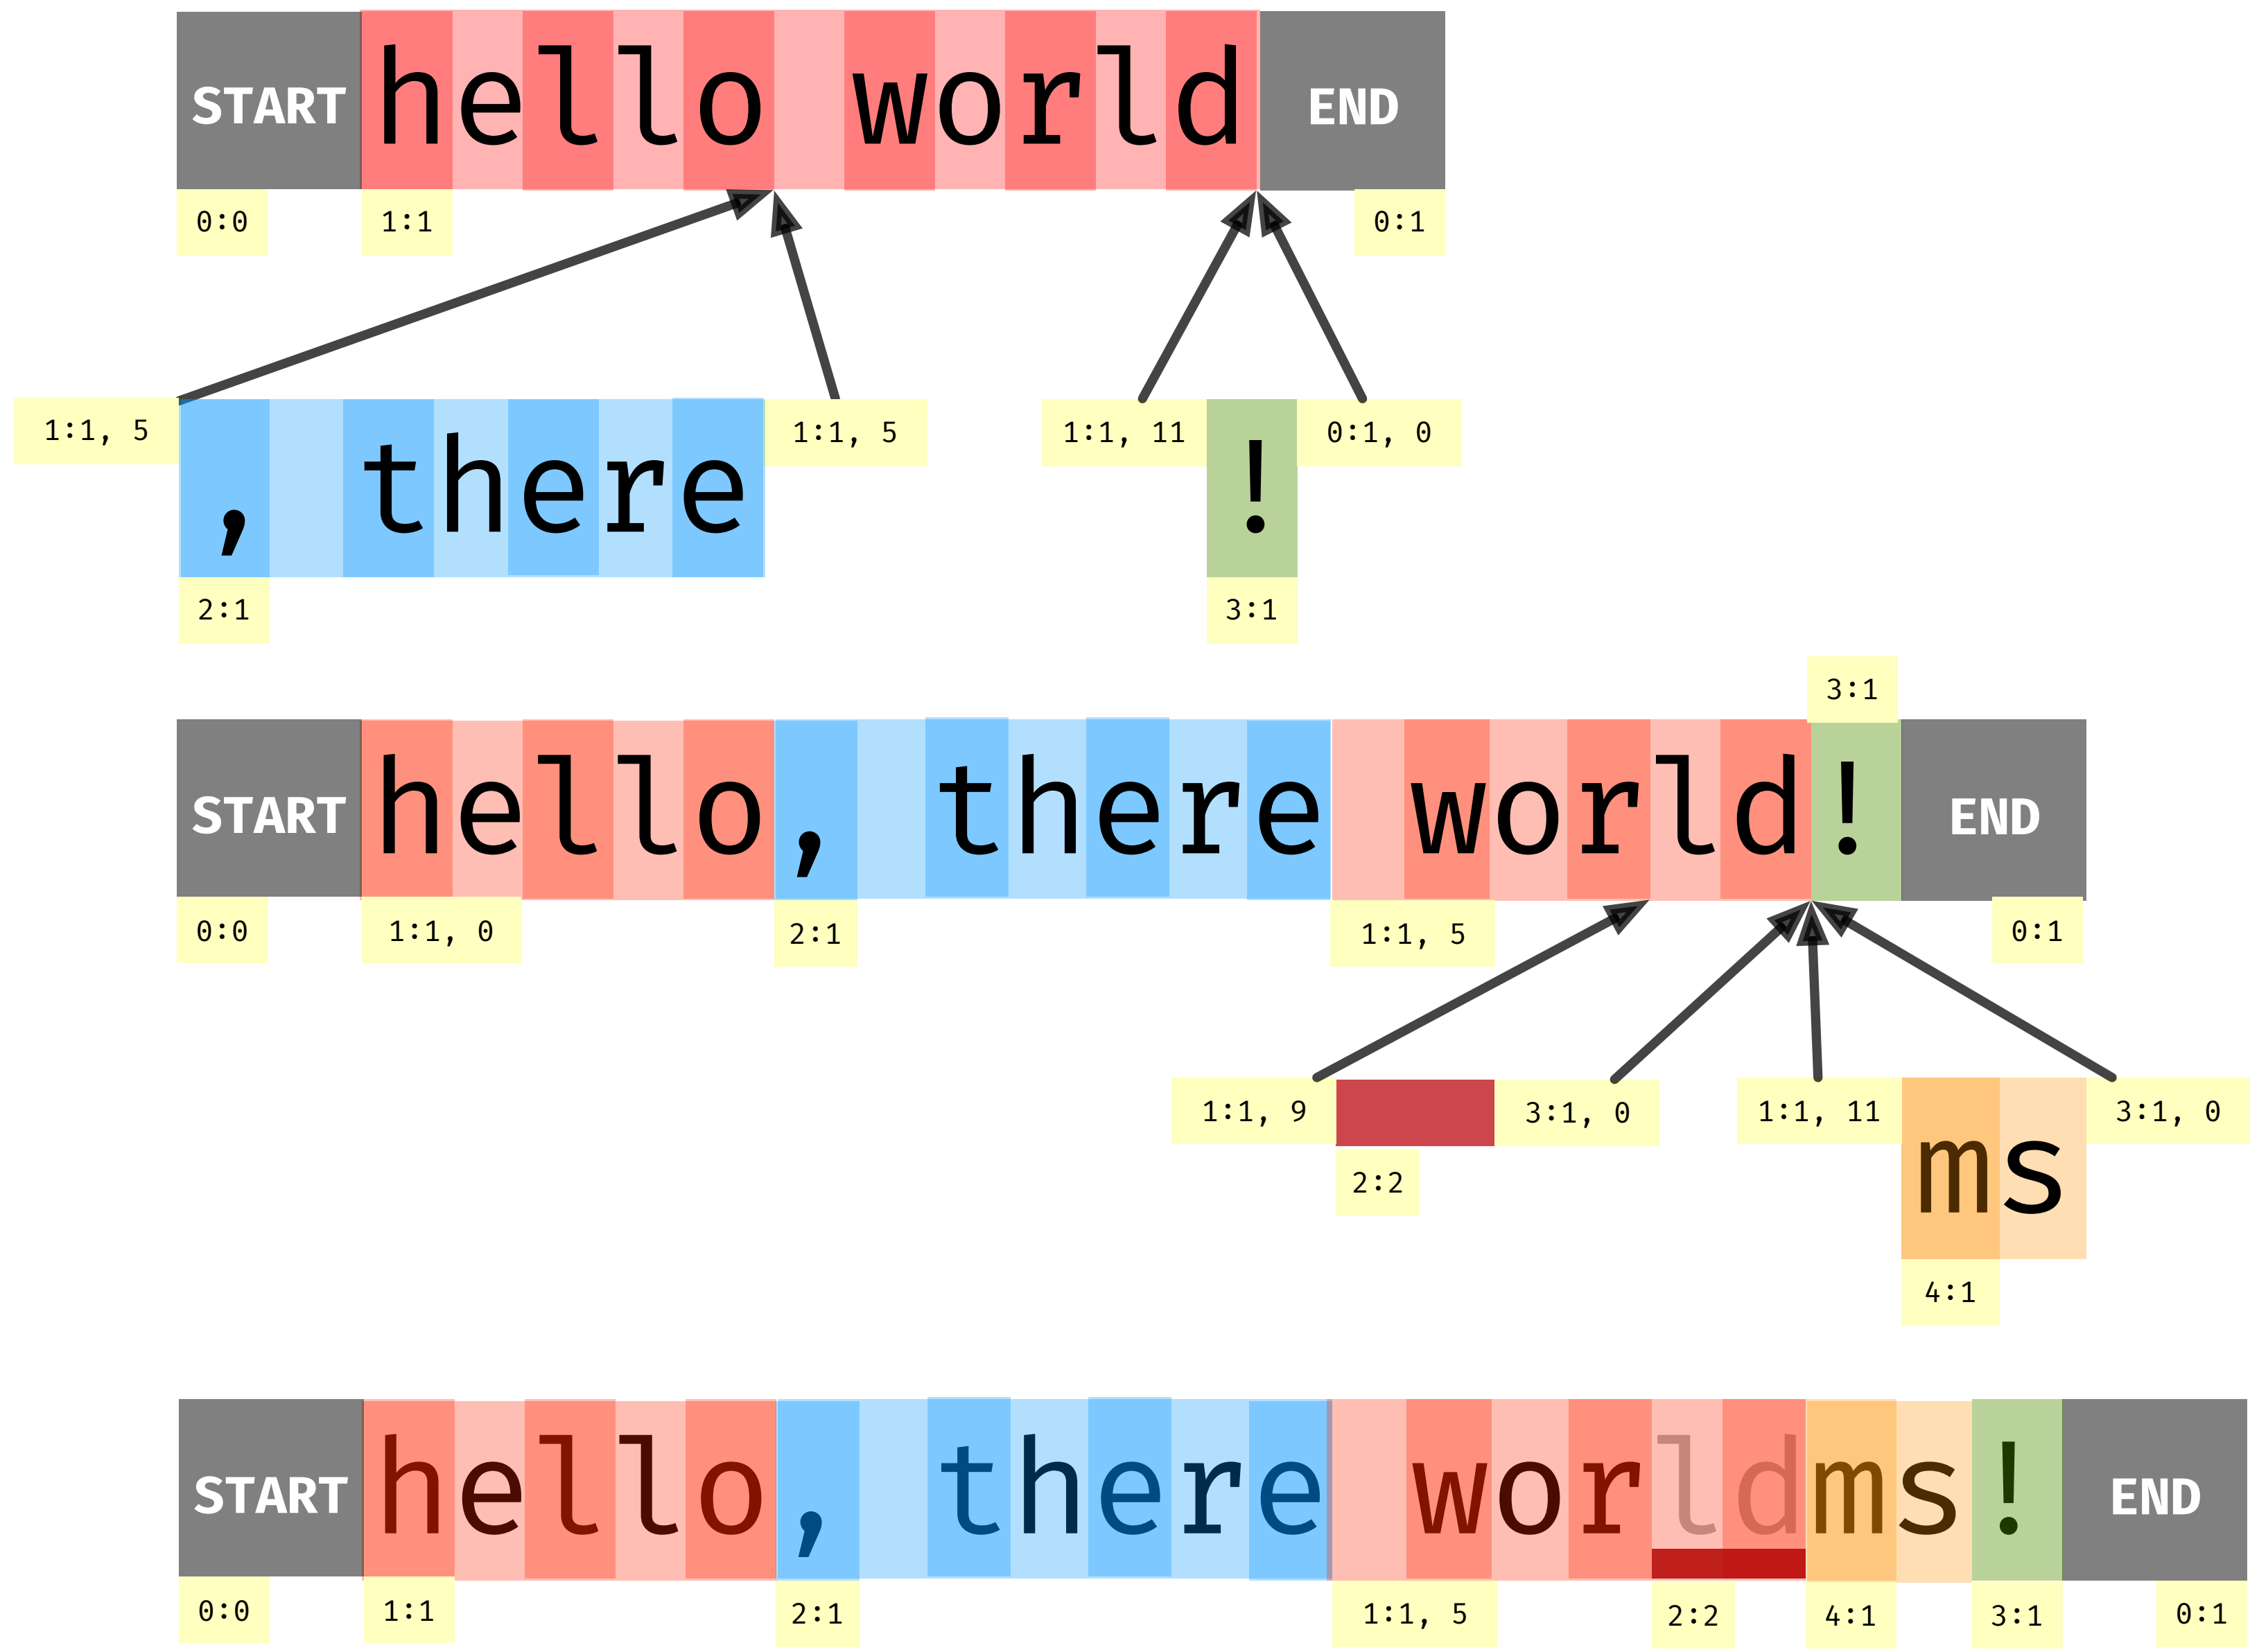 START hello world END
0:0 1:1 0:1
1:1, 5 , there 1:1, 5 1:1, 11 ! 0:1, 0
2:1 3:1
3:1
START hello, there world! END
0:0 1:1, 0 2:1 1:1, 5 0:1
1:1, 9 3:1, 0 1:1, 11 ms 3:1, 0
2:2
4:1
START hello, there worldms! END
0:0 1:1 2:1 1:1, 5 2:2 4:1 3:1 0:1